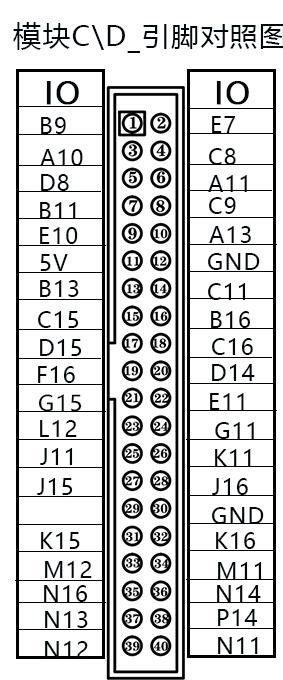 模块C\D_引脚对照图
IO IO
B9 ① ② E7
A10 ③ ④ C8
D8 ⑤ ⑥ A11
B11 ⑦ ⑧ C9
E10 ⑨ ⑩ A13
5V ⑪ ⑫ GND
B13 ⑬ ⑭ C11
C15 ⑮ ⑯ B16
D15 ⑰ ⑱ C16
F16 ⑲ ⑳ D14
G15 ㉑ ㉒ E11
L12 ㉓ ㉔ G11
J11 ㉕ ㉖ K11
J15 ㉗ ㉘ J16
㉙ ㉚ GND
K15 ㉛ ㉜ K16
M12 ㉝ ㉞ M11
N16 ㉟ ㊱ N14
N13 ㊲ ㊳ P14
N12 ㊴ ㊵ N11